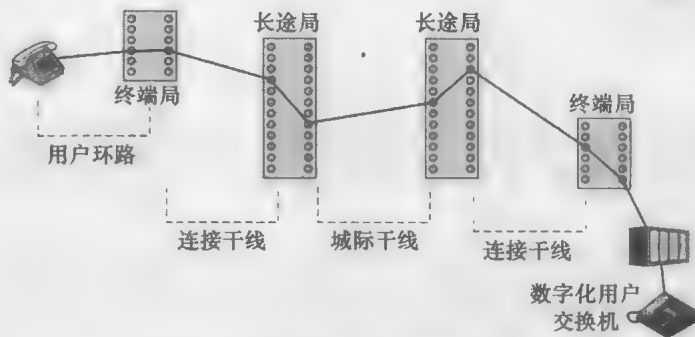 长途局
长途局
终端局
终端局
用户环路
连接干线
城际干线
连接干线
数字化用户
交换机